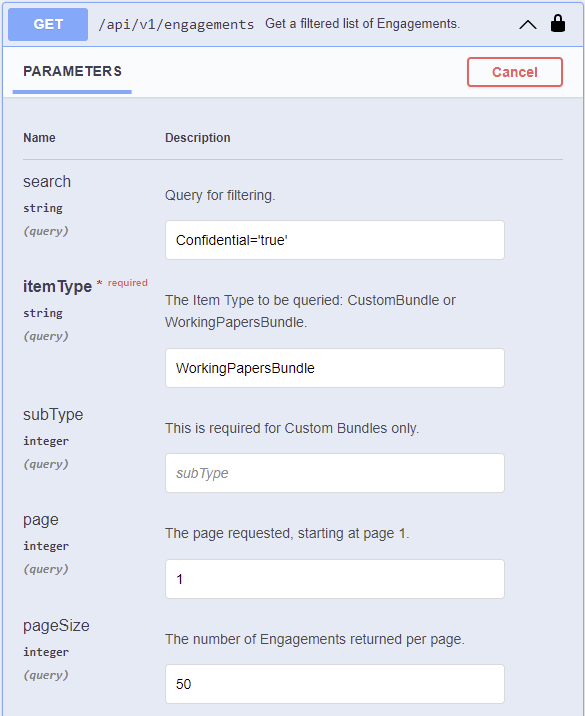 GET /api/v1/engagements Get a filtered list of Engagements.
PARAMETERS Cancel
Name Description
search
string
(query)
Query for filtering.
Confidential='true'
itemType * required
string
(query)
The Item Type to be queried: CustomBundle or
WorkingPapersBundle.
WorkingPapersBundle
subType
integer
(query)
This is required for Custom Bundles only.
subType
page
integer
(query)
The page requested, starting at page 1.
1
pageSize
integer
(query)
The number of Engagements returned per page.
50